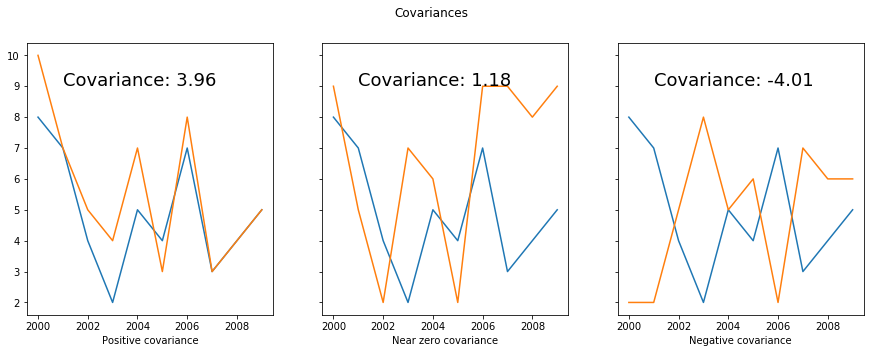 Covariances
10
9
8
7
6
5
4
3
2
Covariance: 3.96
2000 2002 2004 2006 2008
Positive covariance
Covariance: 1.18
2000 2002 2004 2006 2008
Near zero covariance
Covariance: -4.01
2000 2002 2004 2006 2008
Negative covariance